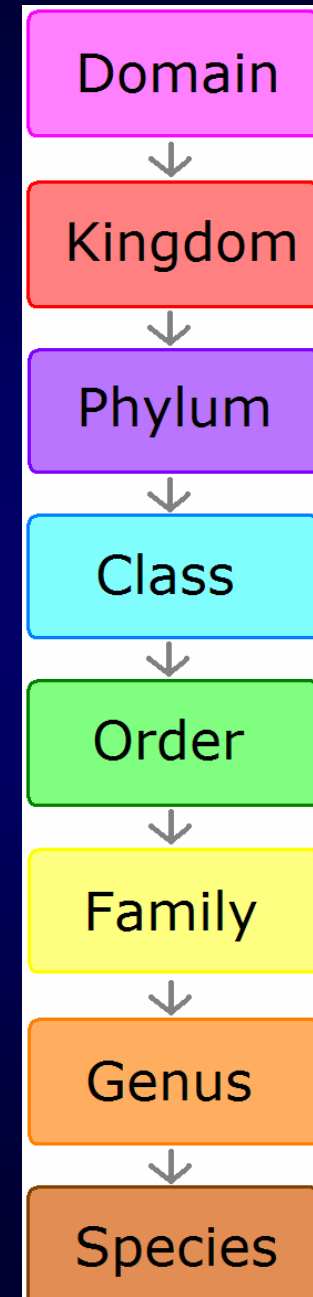 Domain
Kingdom
Phylum
Class
Order
Family
Genus
Species